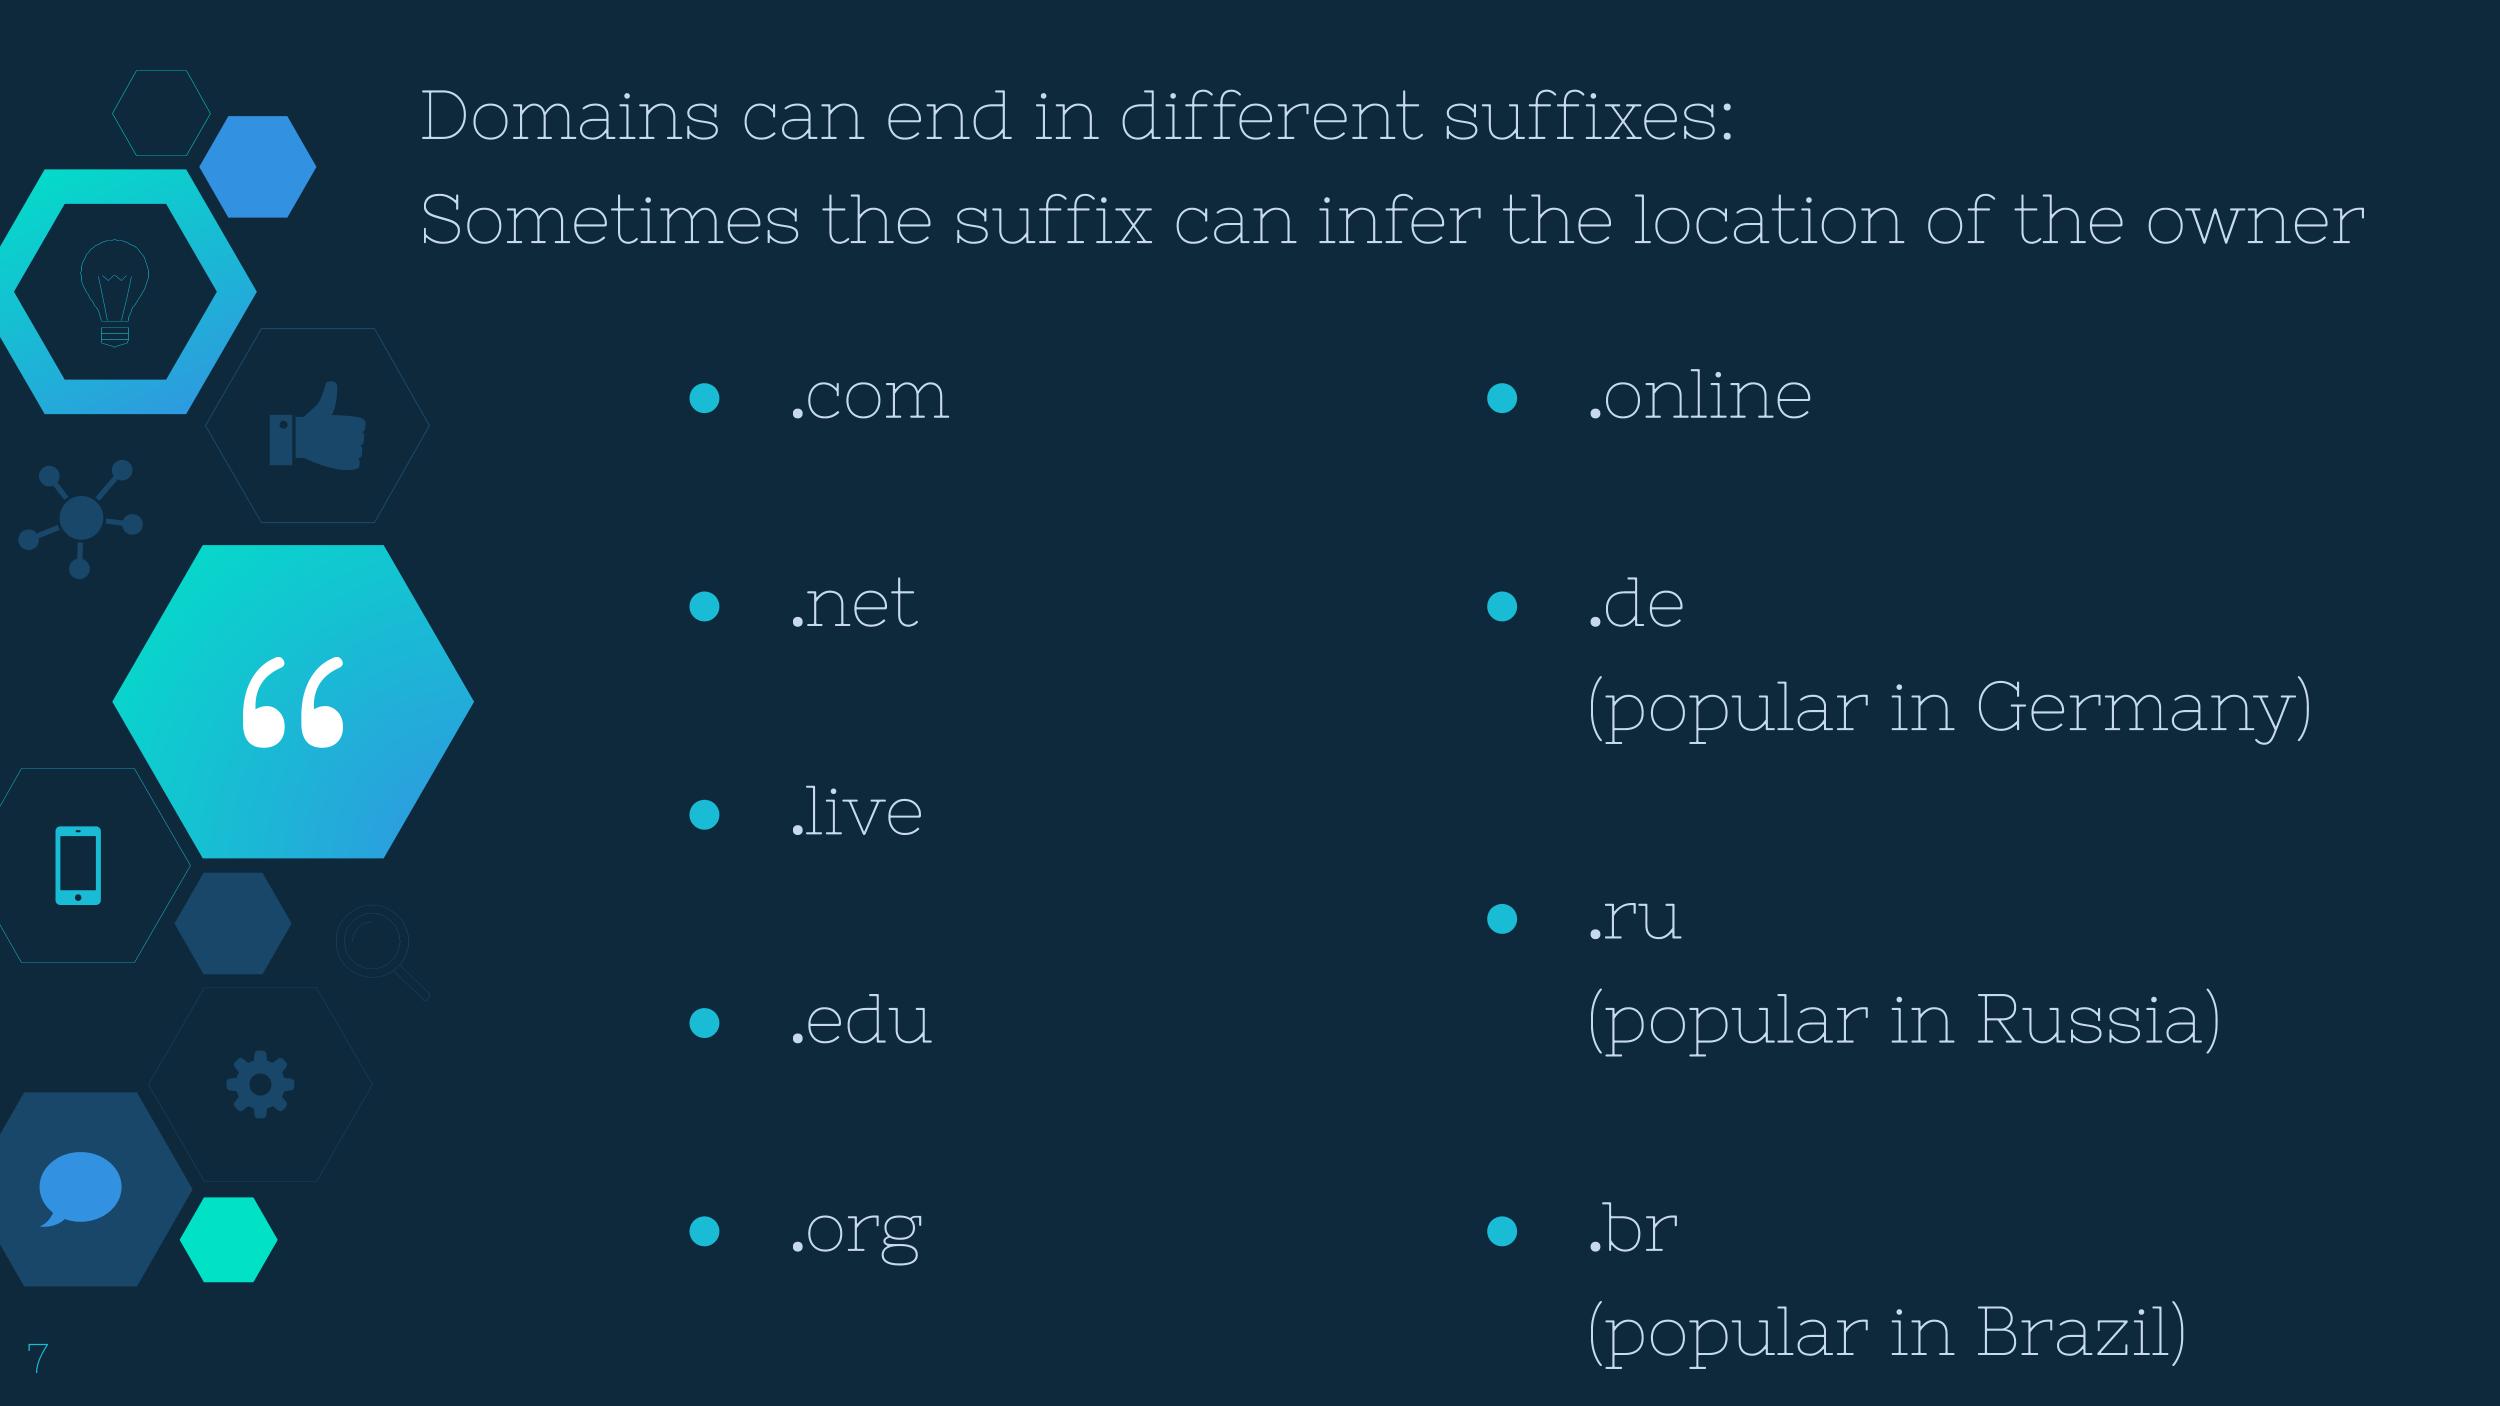 Domains can end in different suffixes:
Sometimes the suffix can infer the location of the owner
.com
.net
.live
.edu
.org
.online
.de
(popular in Germany)
.ru
(popular in Russia)
.br
(popular in Brazil)
“
7